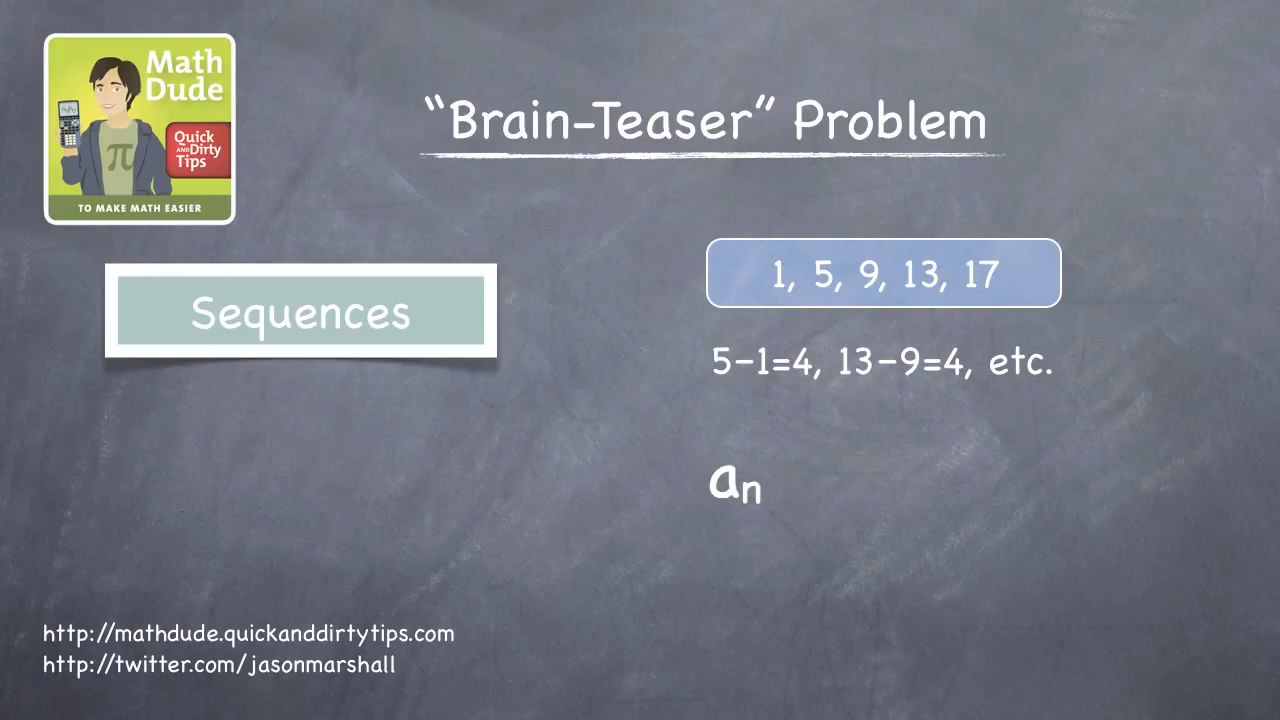 Math
Dude
Quick
AND Dirty
Tips
π
TO MAKE MATH EASIER
“Brain-Teaser” Problem
Sequences
1, 5, 9, 13, 17
5-1=4, 13-9=4, etc.
aₙ
http://mathdude.quickanddirtytips.com
http://twitter.com/jasonmarshall